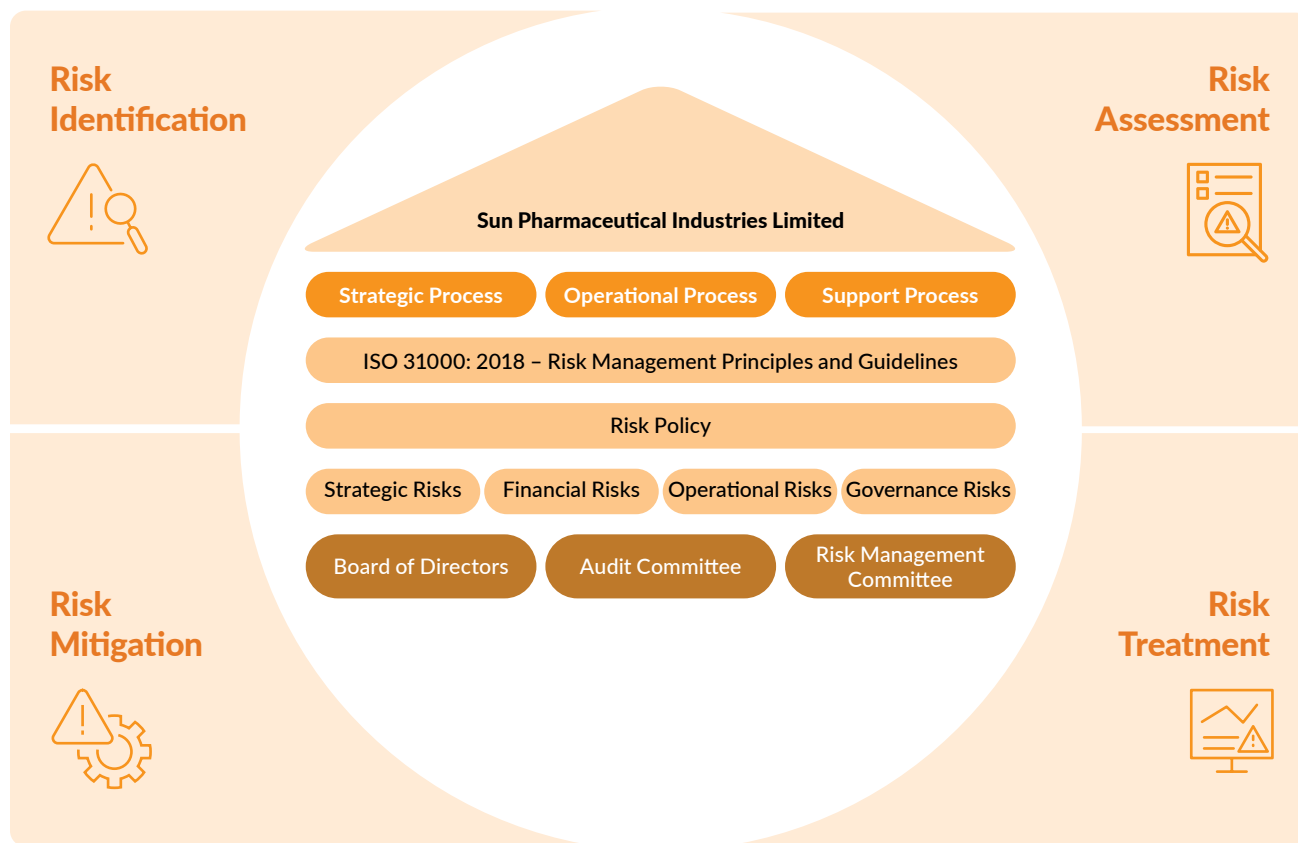 Risk
Identification
Risk
Assessment
Sun Pharmaceutical Industries Limited
Strategic Process
Operational Process
Support Process
ISO 31000: 2018 – Risk Management Principles and Guidelines
Risk Policy
Strategic Risks
Financial Risks
Operational Risks
Governance Risks
Board of Directors
Audit Committee
Risk Management
Committee
Risk
Mitigation
Risk
Treatment